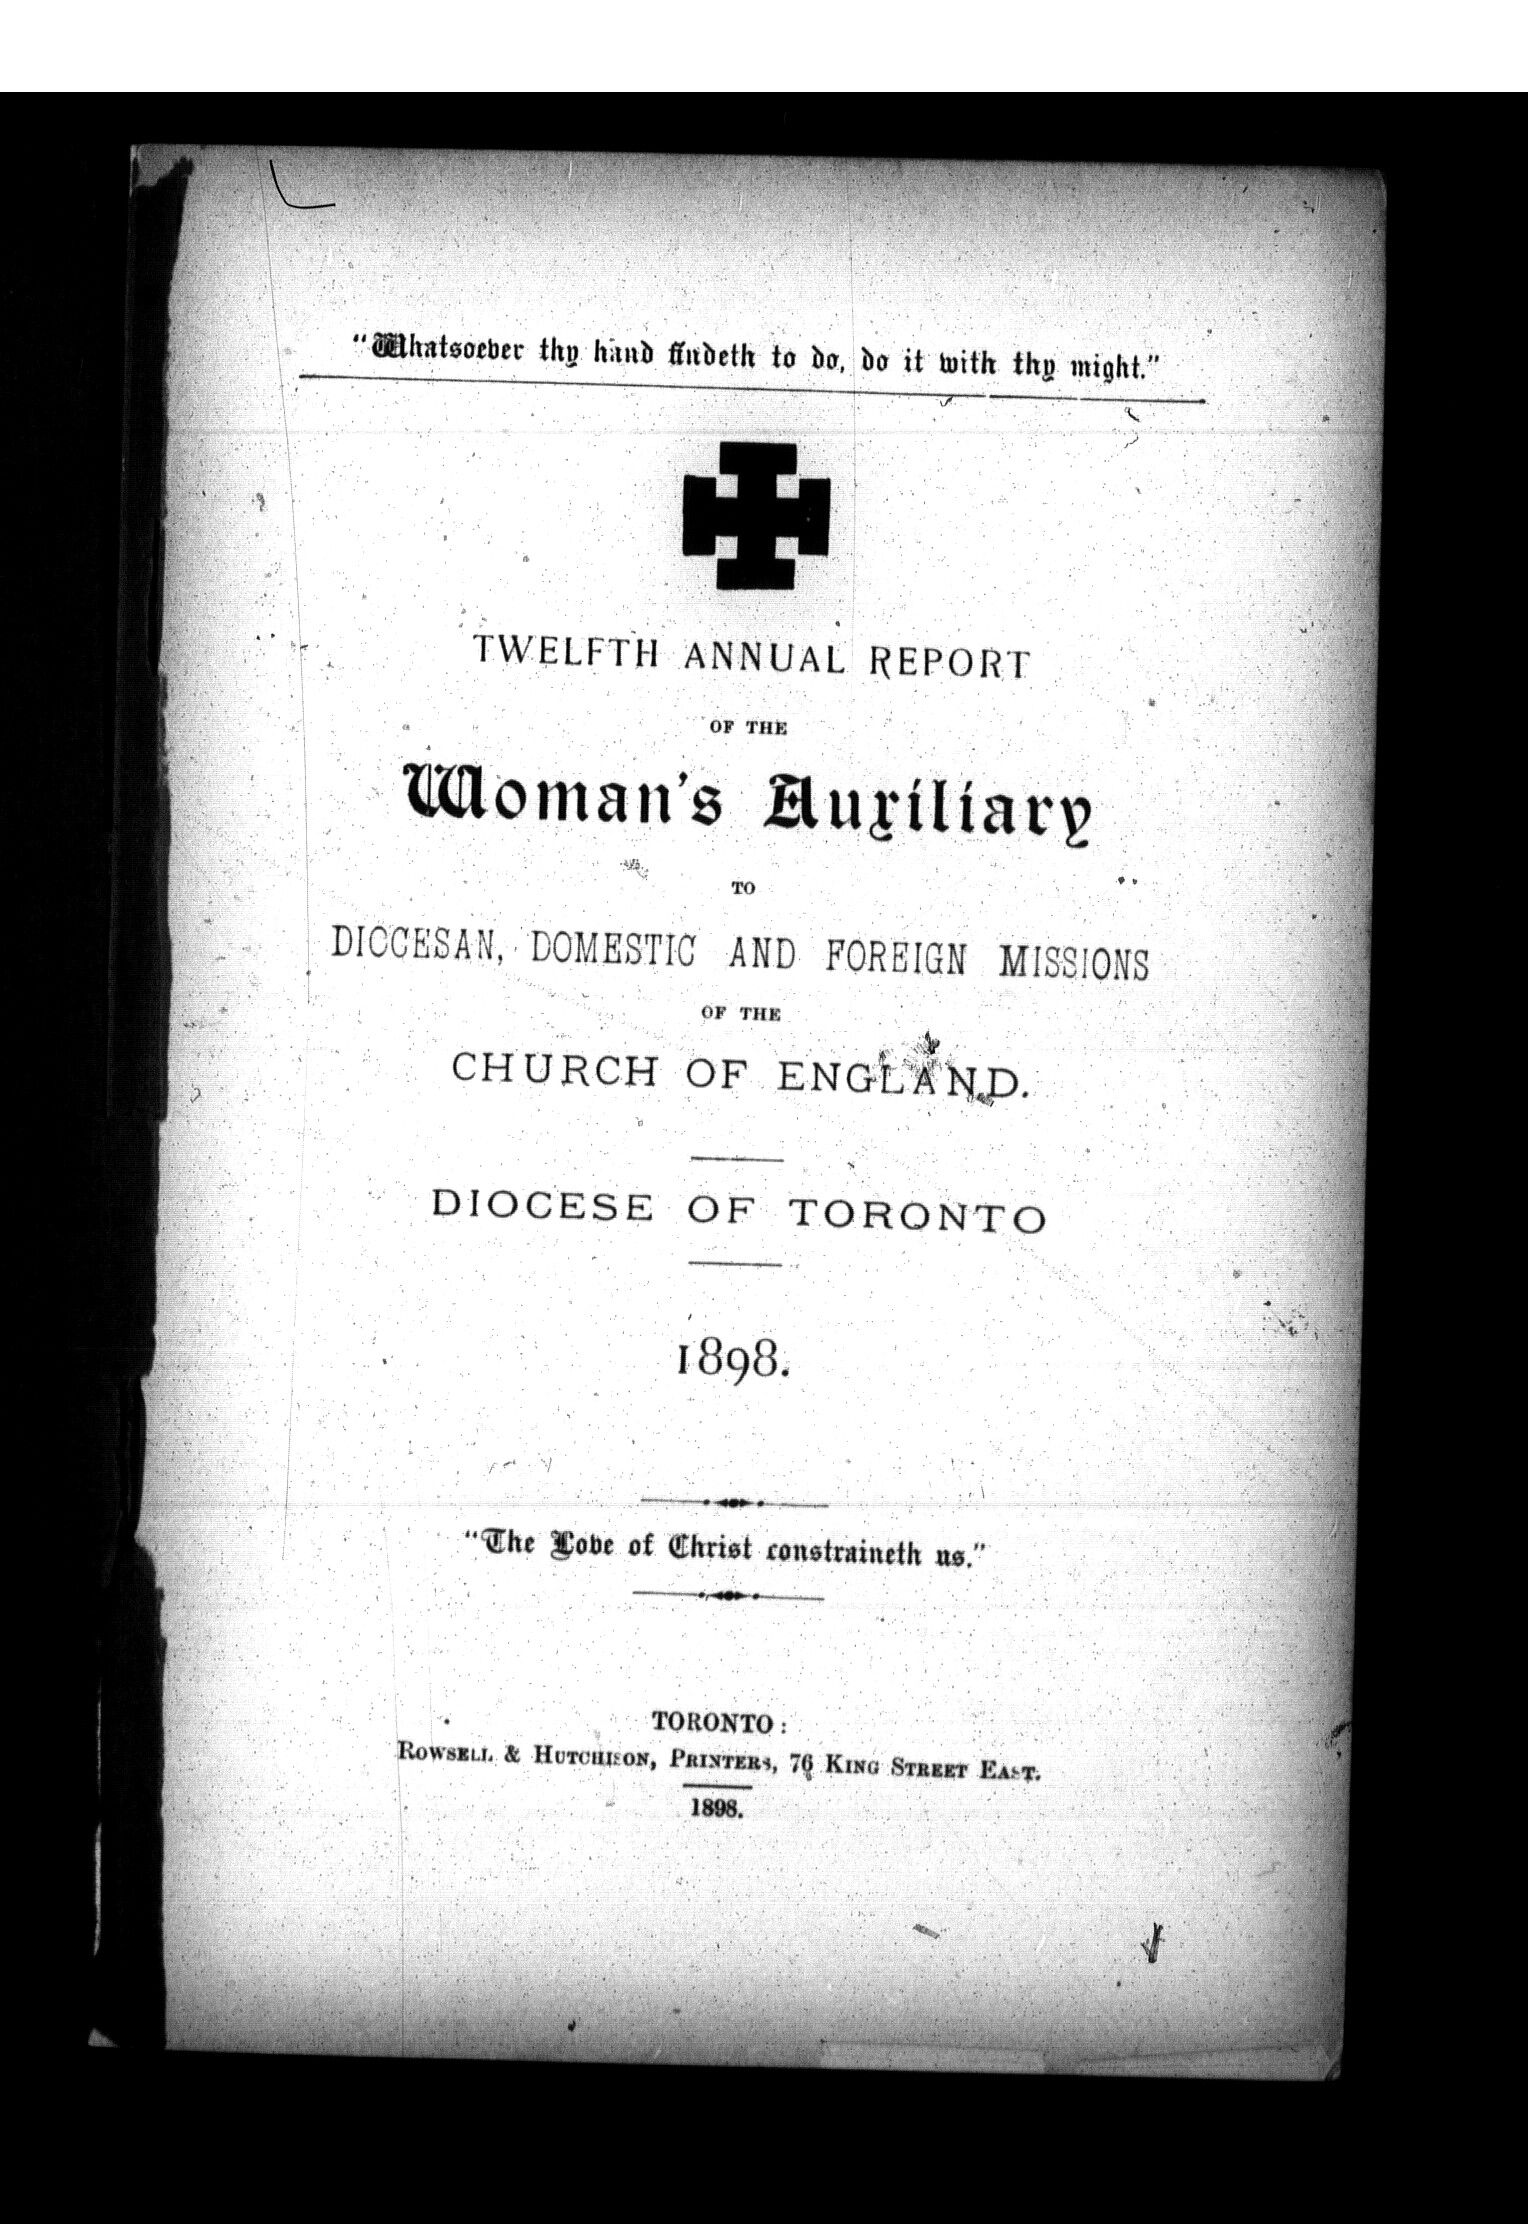 "Whatsoever thy hand findeth to do, do it with thy might."
TWELFTH ANNUAL REPORT
OF THE
Woman's Auxiliary
TO
DIOCESAN, DOMESTIC AND FOREIGN MISSIONS
OF THE
CHURCH OF ENGLAND.
DIOCESE OF TORONTO
1898.
"The Love of Christ constraineth us."
TORONTO:
ROWSELL & HUTCHISON, PRINTERS, 76 KING STREET EAST.
1898.